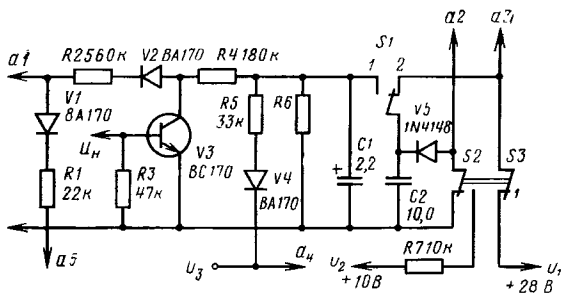 a1
R2 560к
V2 BA170
R4 180к
S1
1
2
a2
a3
V1
BA170
R5
33к
R6
V5
1N4148
Uн
V3
BC170
C1
2,2
+
S2
S3
R1
22к
R3
47к
V4
BA170
C2
10,0
1
a5
U3
a4
U2
+10В
R7 10к
U1
+28 В